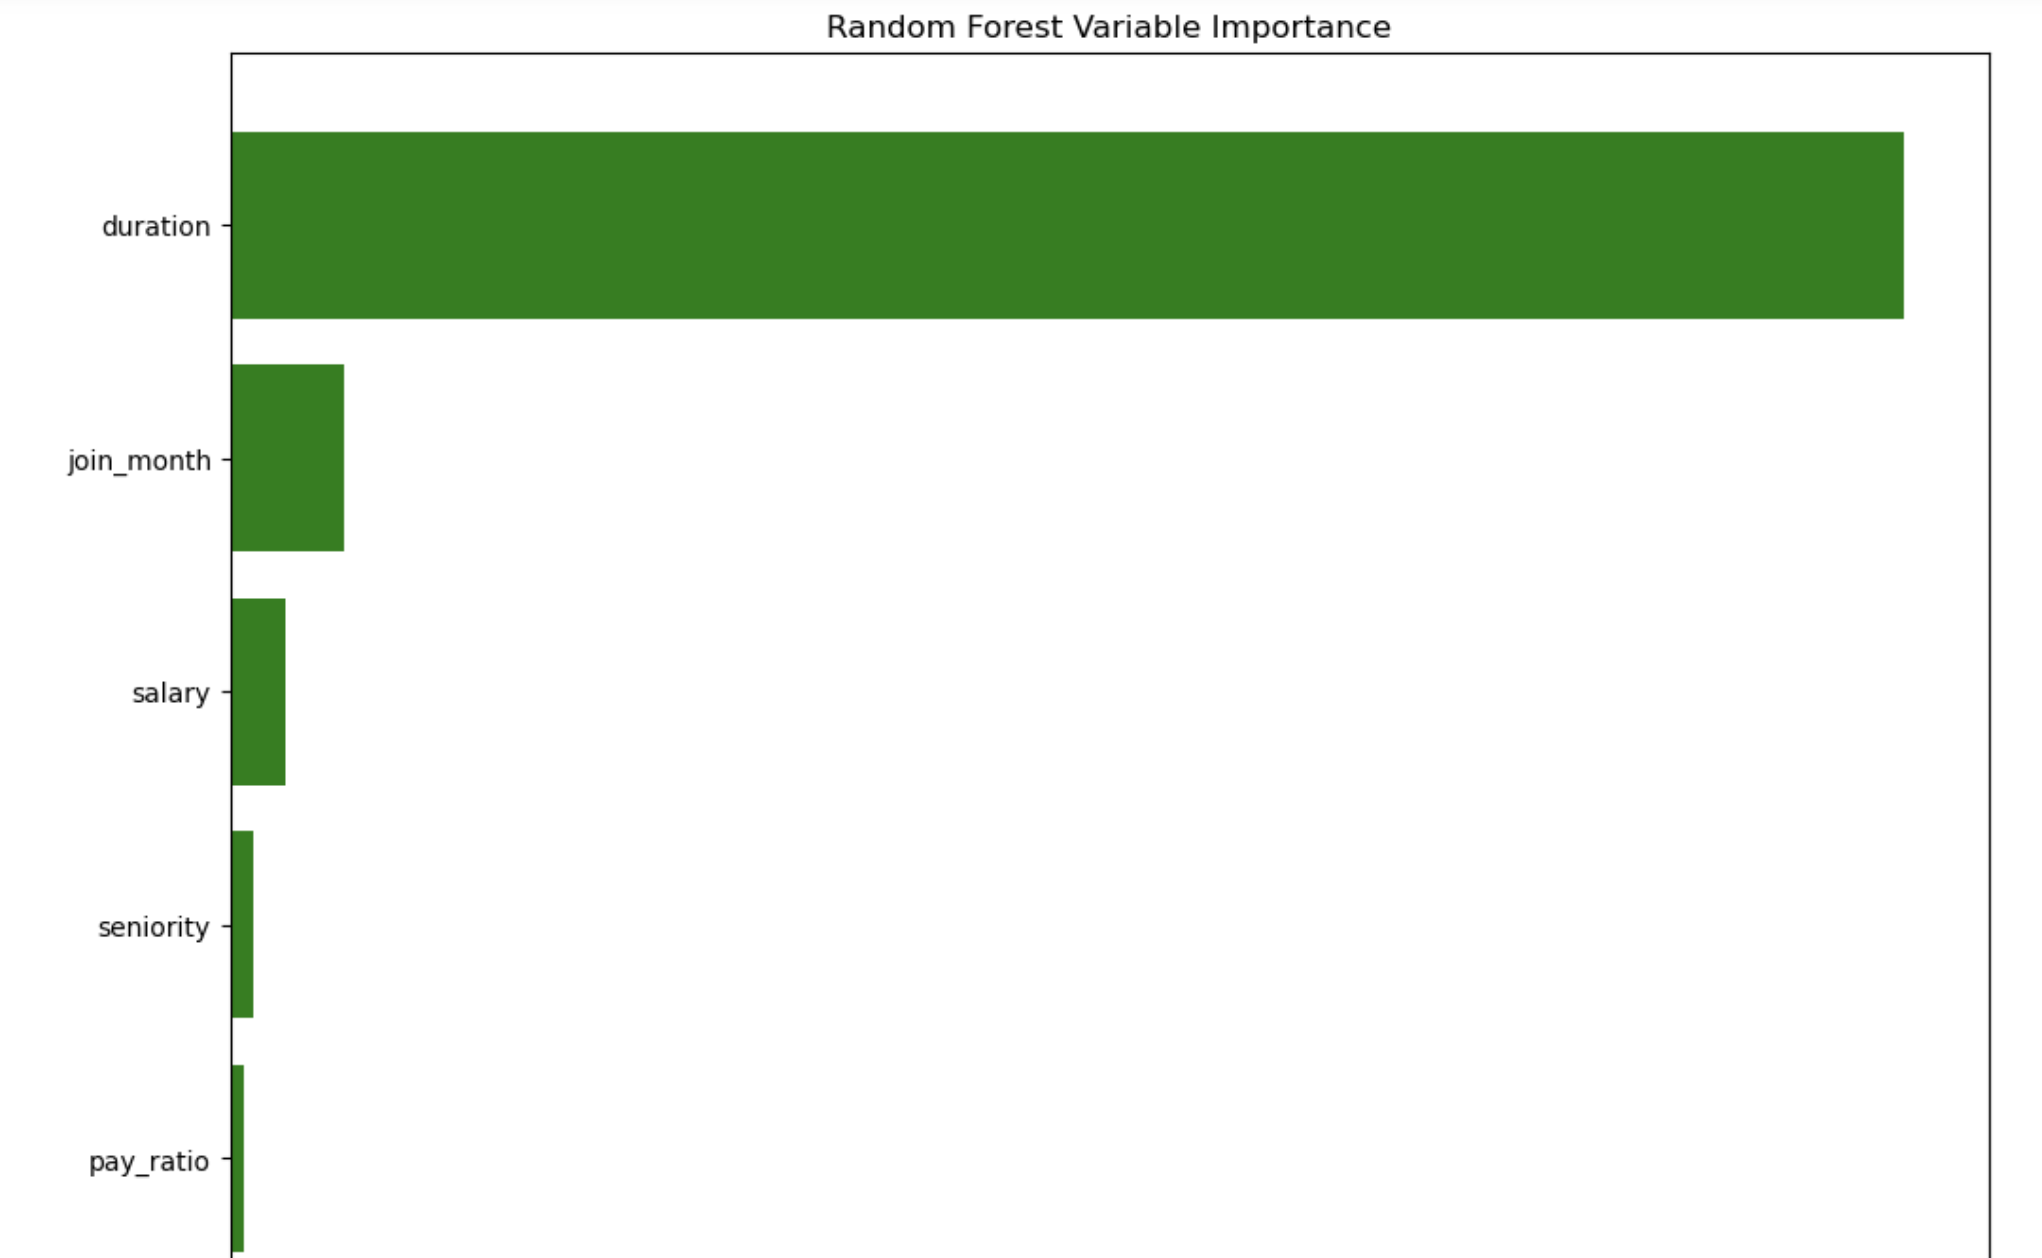 Random Forest Variable Importance
duration
join_month
salary
seniority
pay_ratio